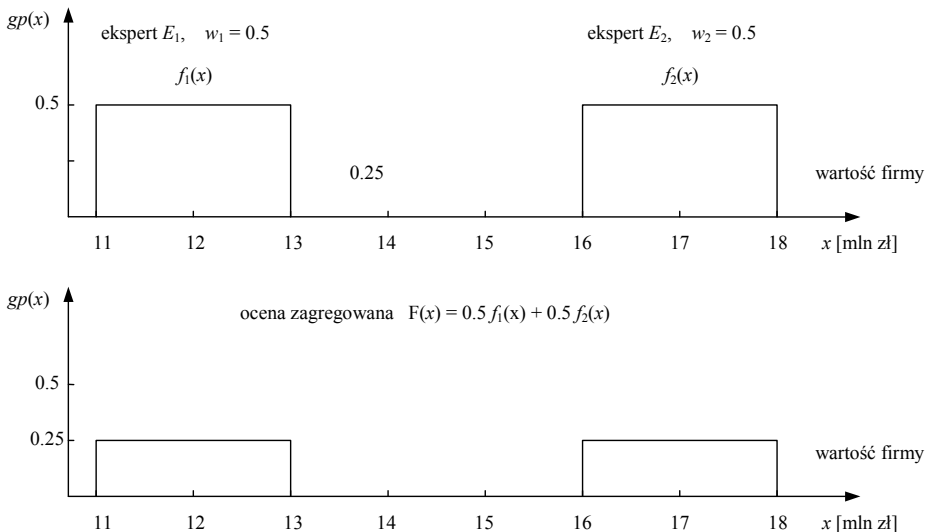 gp(x)
ekspert E₁, w₁ = 0.5
ekspert E₂, w₂ = 0.5
f₁(x)
f₂(x)
0.5
0.25
wartość firmy
11 12 13 14 15 16 17 18 x [mln zł]
gp(x)
ocena zagregowana F(x) = 0.5 f₁(x) + 0.5 f₂(x)
0.5
0.25
wartość firmy
11 12 13 14 15 16 17 18 x [mln zł]